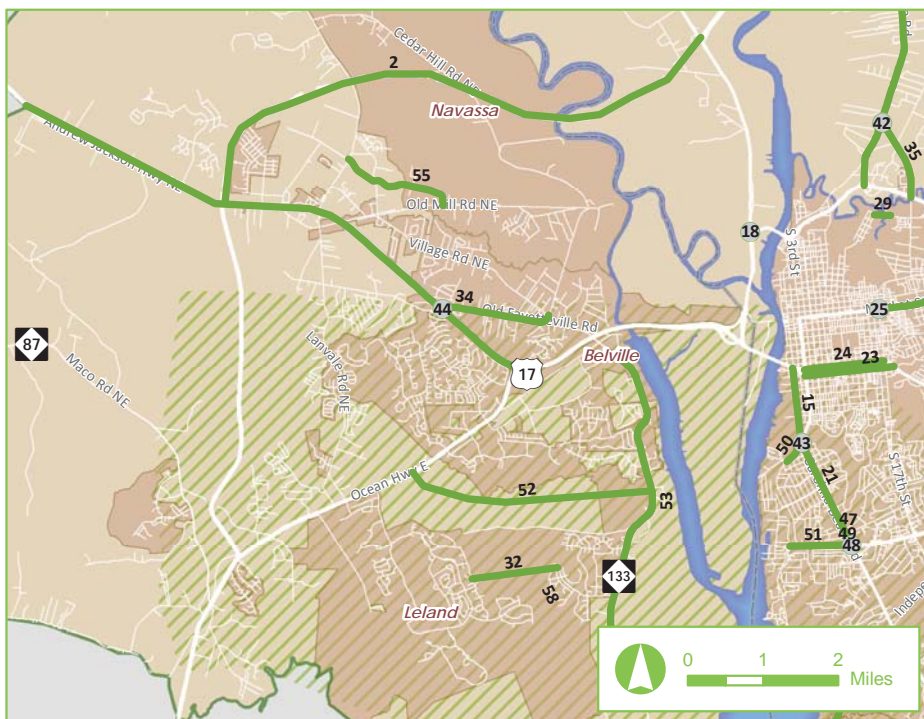 2
Cedar Hill Rd NE
Navassa
42
35
Andrew Jackson Hwy NE
55
Old Mill Rd NE
29
18
S 3rd St
Village Rd NE
34
44
Old Fayetteville Rd
25
87
Maco Rd NE
Lanvale Rd NE
17
Belville
24
23
15
43
50
21
S 17th St
Ocean Hwy E
52
53
47
49
48
51
32
58
133
Leland
0 1 2
Miles